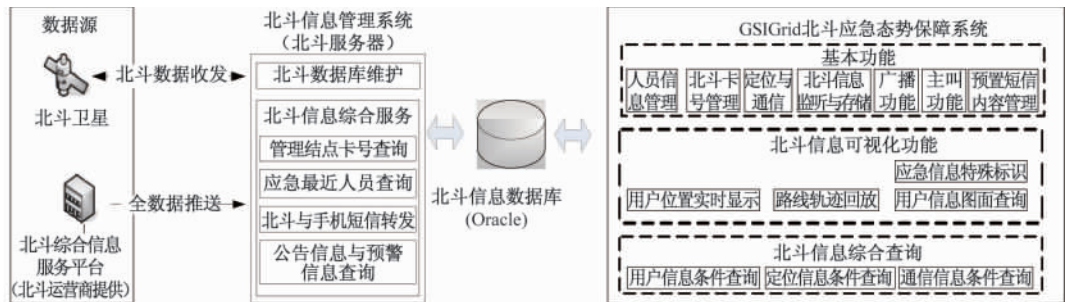 数据源
北斗卫星
北斗数据收发
全数据推送
北斗综合信息
服务平台
(北斗运营商提供)
北斗信息管理系统
(北斗服务器)
北斗数据库维护
北斗信息综合服务
管理结点卡号查询
应急最近人员查询
北斗与手机短信转发
公告信息与预警
信息查询
北斗信息数据库
(Oracle)
GSIGrid北斗应急态势保障系统
基本功能
人员信
息管理
北斗卡
号管理
定位与
通信
北斗信息
监听与存储
广播
功能
主叫
功能
预置短信
内容管理
北斗信息可视化功能
应急信息特殊标识
用户位置实时显示
路线轨迹回放
用户信息图面查询
北斗信息综合查询
用户信息条件查询
定位信息条件查询
通信信息条件查询